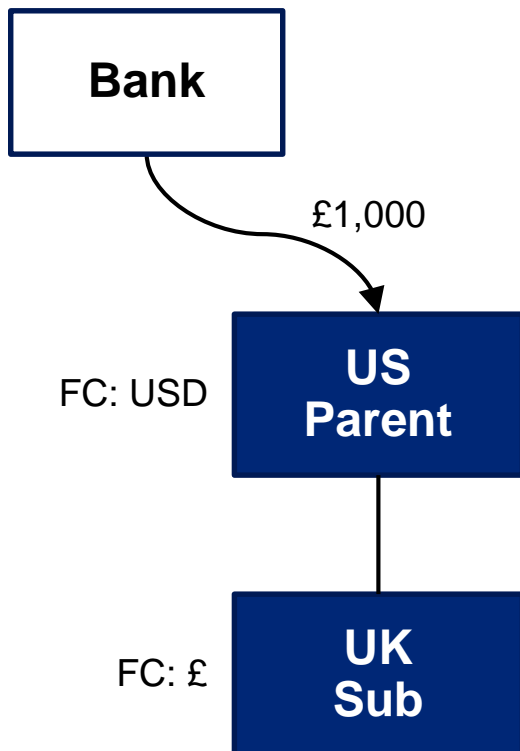 Bank
£1,000
FC: USD
US
Parent
FC: £
UK
Sub